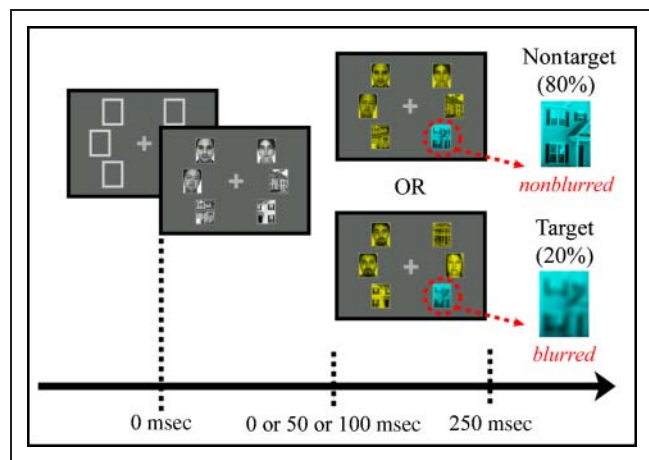 Nontarget
(80%)
nonblurred
OR
Target
(20%)
blurred
0 msec
0 or 50 or 100 msec
250 msec